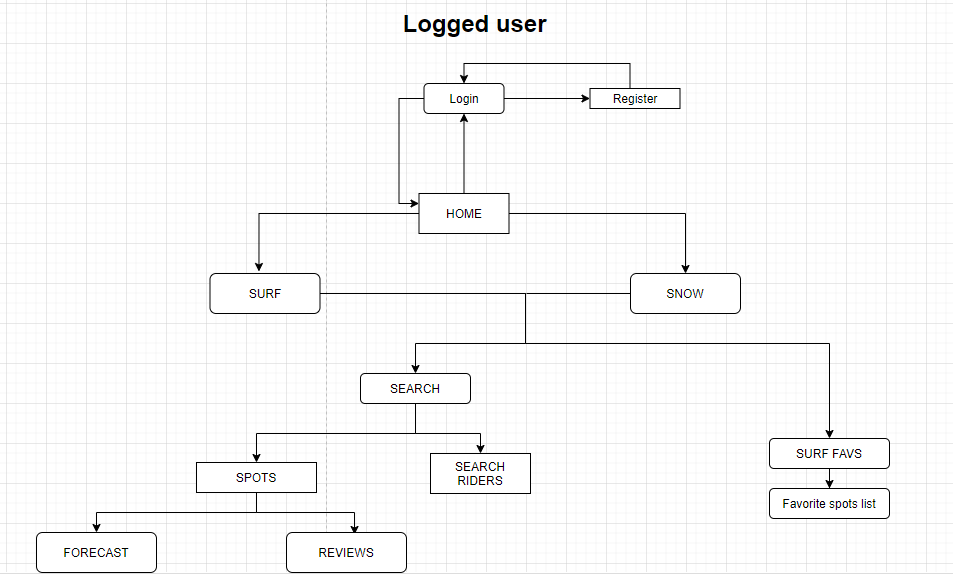 Logged user
Login
Register
HOME
SURF
SNOW
SEARCH
SURF FAVS
SPOTS
SEARCH
RIDERS
Favorite spots list
FORECAST
REVIEWS